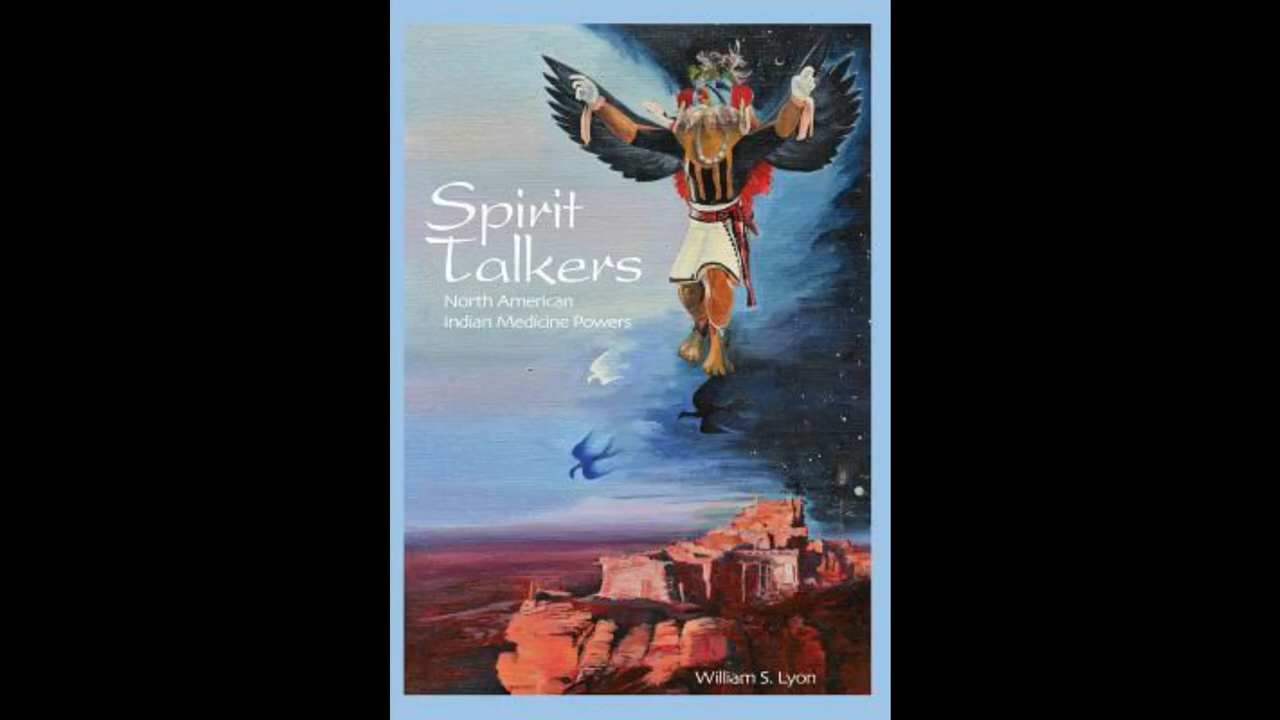 Spirit
Talkers
North American
Indian Medicine Powers
William S. Lyon